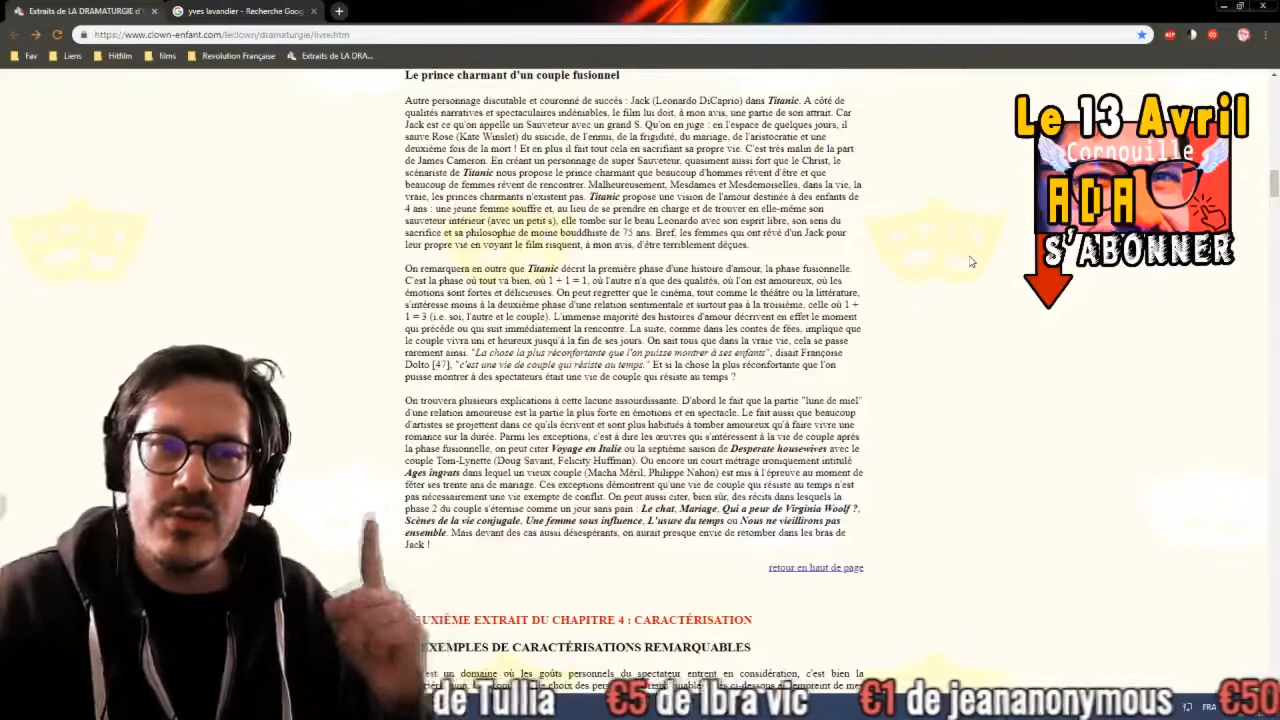 Extraits de LA DRAMATURGIE d'
yves lavandier - Recherche Goog
https://www.clown-enfant.com/leclown/dramaturgie/livre.htm
Fav
Liens
Hitfilm
films
Revolution Française
Extraits de LA DRA...
Le prince charmant d'un couple fusionnel
Autre personnage discutable et couronné de succès : Jack (Leonardo DiCaprio) dans Titanic. A côté de
qualités narratives et spectaculaires indéniables, le film lui doit, à mon avis, une partie de son attrait. Car
Jack est ce qu'on appelle un Sauveteur avec un grand S. Qu'on en juge : en l'espace de quelques jours, il
sauve Rose (Kate Winslet) du suicide, de l'ennui, de la frigidité, du mariage, de l'aristocratie et une
deuxième fois de la mort ! Et en plus il fait tout cela en sacrifiant sa propre vie. C'est très malin de la part
de James Cameron. En créant un personnage de super Sauveteur, quasiment aussi fort que le Christ, le
scénariste de Titanic nous propose le prince charmant que beaucoup d'hommes rêvent d'être et que
beaucoup de femmes rêvent de rencontrer. Malheureusement, Mesdames et Mesdemoiselles, dans la vie, la
vraie, les princes charmants n'existent pas. Titanic propose une vision de l'amour destinée à des enfants de
4 ans : une jeune femme souffre et, au lieu de se prendre en charge et de trouver en elle-même son
sauveteur intérieur (avec un petit s), elle tombe sur le beau Leonardo avec son esprit libre, son sens du
sacrifice et sa philosophie de moine bouddhiste de 75 ans. Bref, les femmes qui ont rêvé d'un Jack pour
leur propre vie en voyant le film risquent, à mon avis, d'être terriblement déçues.
On remarquera en outre que Titanic décrit la première phase d'une histoire d'amour, la phase fusionnelle.
C'est la phase où tout va bien, où 1 + 1 = 1, où l'autre n'a que des qualités, où l'on est amoureux, où les
émotions sont fortes et délicieuses. On peut regretter que le cinéma, tout comme le théâtre ou la littérature,
s'intéresse moins à la deuxième phase d'une relation sentimentale et surtout pas à la troisième, celle où 1 +
1 = 3 (i.e. soi, l'autre et le couple). L'immense majorité des histoires d'amour décrivent en effet le moment
qui précède ou qui suit immédiatement la rencontre. La suite, comme dans les contes de fées, implique que
le couple vivra uni et heureux jusqu'à la fin de ses jours. On sait tous que dans la vraie vie, cela se passe
rarement ainsi. "La chose la plus réconfortante que l'on puisse montrer à ses enfants", disait Françoise
Dolto [47], "c'est une vie de couple qui résiste au temps." Et si la chose la plus réconfortante que l'on
puisse montrer à des spectateurs était une vie de couple qui résiste au temps ?
On trouvera plusieurs explications à cette lacune assourdissante. D'abord le fait que la partie "lune de miel"
d'une relation amoureuse est la partie la plus forte en émotions et en spectacle. Le fait aussi que beaucoup
d'artistes se projettent dans ce qu'ils écrivent et sont plus habitués à tomber amoureux qu'à faire vivre une
romance sur la durée. Parmi les exceptions, c'est à dire les œuvres qui s'intéressent à la vie de couple après
la phase fusionnelle, on peut citer Voyage en Italie ou la septième saison de Desperate housewives avec le
couple Tom-Lynette (Doug Savant, Felicity Huffman). Ou encore un court métrage ironiquement intitulé
Ages ingrats dans lequel un vieux couple (Macha Méril, Philippe Nahon) est mis à l'épreuve au moment de
fêter ses trente ans de mariage. Ces exceptions démontrent qu'une vie de couple qui résiste au temps n'est
pas nécessairement une vie exempte de conflit. On peut aussi citer, bien sûr, des récits dans lesquels la
phase 2 du couple s'éternise comme un jour sans pain : Le chat, Mariage, Qui a peur de Virginia Woolf ?,
Scènes de la vie conjugale, Une femme sous influence, L'usure du temps ou Nous ne vieillirons pas
ensemble. Mais devant des cas aussi désespérants, on aurait presque envie de retomber dans les bras de
Jack !
retour en haut de page
UXIÈME EXTRAIT DU CHAPITRE 4 : CARACTÉRISATION
EXEMPLES DE CARACTÉRISATIONS REMARQUABLES
est un domaine où les goûts personnels du spectateur entrent en considération, c'est bien la
Le 13 Avril
Cornouille
ADA
S'ABONNER
de Tullia €5 de Ibra vic €1 de jeananonymous €50
FRA